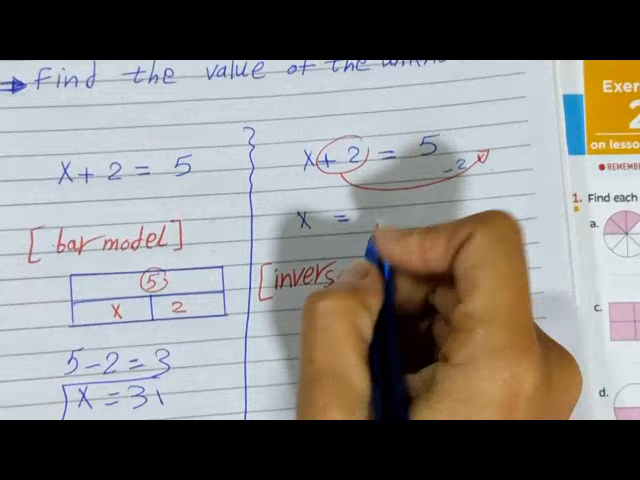 ⇒ Find the value of the
x + 2 = 5
[bar model]
5
x 2
5 - 2 = 3
x = 3
x + 2 = 5
- 2
x =
[invers
Exer
2
on lesso
REMEMBE
1. Find each
a.
c.
d.